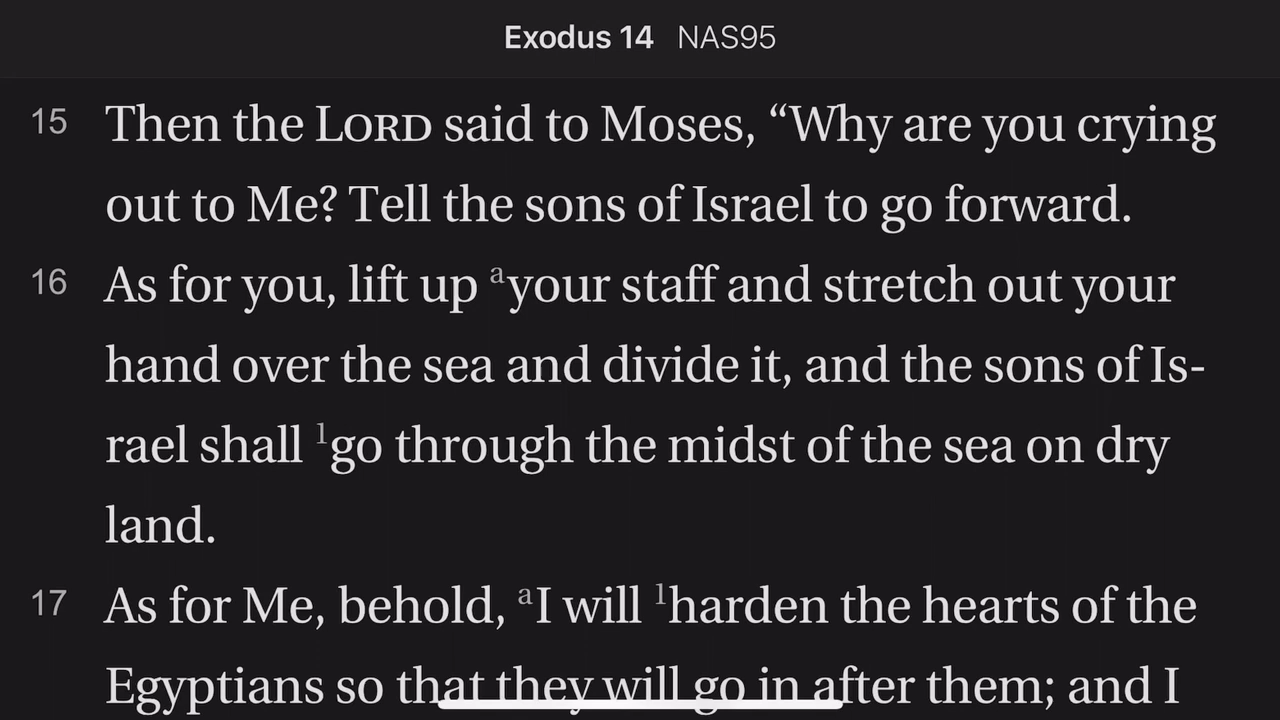 Exodus 14 NAS95
15 Then the LORD said to Moses, “Why are you crying
out to Me? Tell the sons of Israel to go forward.
16 As for you, lift up ᵃyour staff and stretch out your
hand over the sea and divide it, and the sons of Is-
rael shall ¹go through the midst of the sea on dry
land.
17 As for Me, behold, ᵃI will ¹harden the hearts of the
Egyptians so that they will go in after them; and I